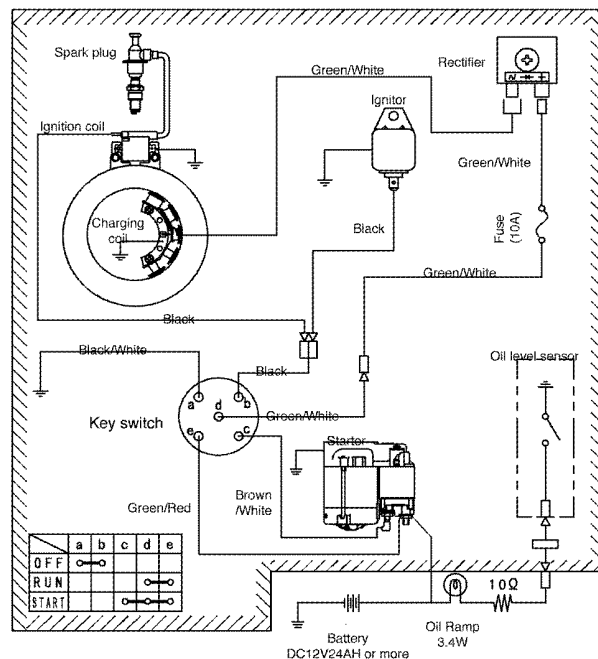 Spark plug
Green/White
Rectifier
Ignitor
Ignition coil
Green/White
Charging
coil
Black
Fuse
(10A)
Green/White
Black
Black/White
Oil level sensor
Black
a
b
d
Key switch
Green/White
e
c
Starter
Brown
/White
Green/Red
a b c d e
OFF
RUN
START
10Ω
Oil Ramp
3.4W
Battery
DC12V24AH or more